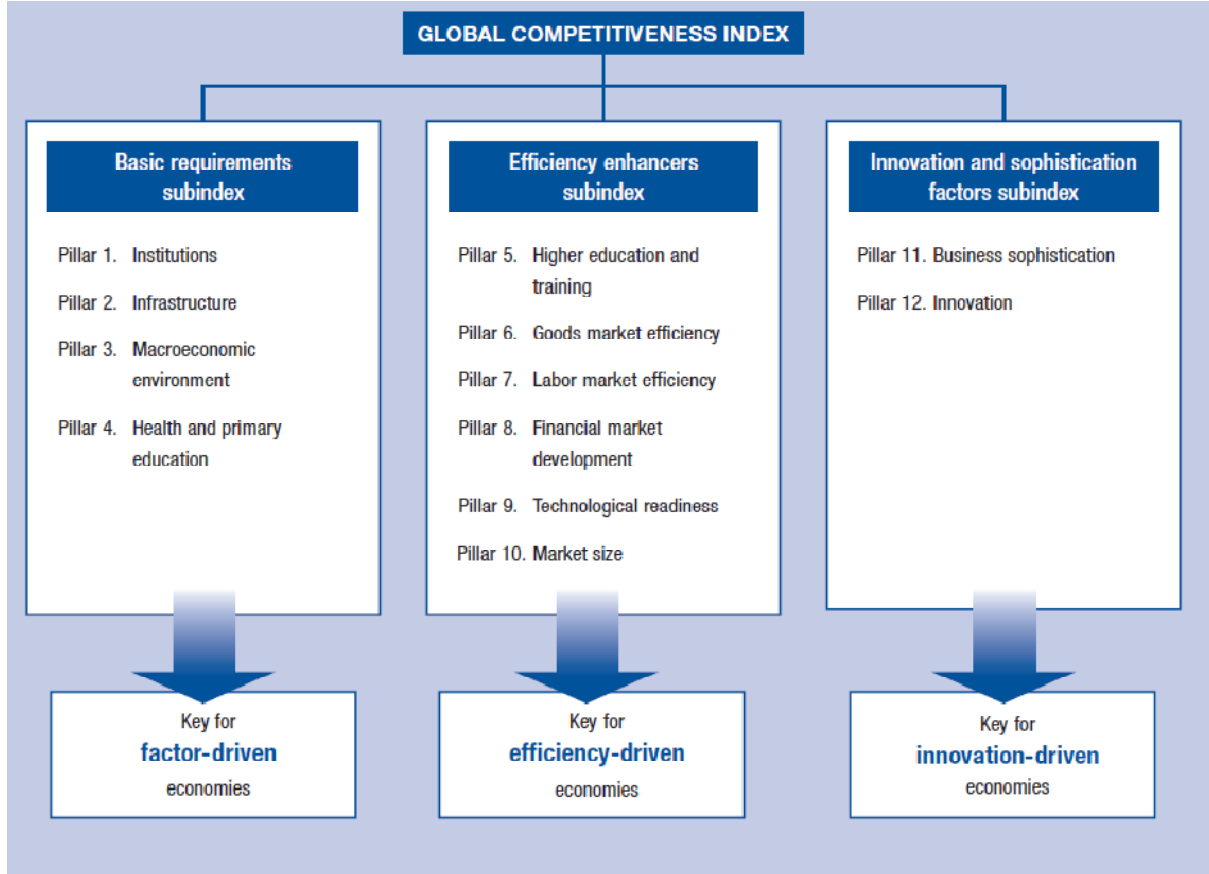 GLOBAL COMPETITIVENESS INDEX
Basic requirements
subindex
Pillar 1. Institutions
Pillar 2. Infrastructure
Pillar 3. Macroeconomic
environment
Pillar 4. Health and primary
education
Key for
factor-driven
economies
Efficiency enhancers
subindex
Pillar 5. Higher education and
training
Pillar 6. Goods market efficiency
Pillar 7. Labor market efficiency
Pillar 8. Financial market
development
Pillar 9. Technological readiness
Pillar 10. Market size
Key for
efficiency-driven
economies
Innovation and sophistication
factors subindex
Pillar 11. Business sophistication
Pillar 12. Innovation
Key for
innovation-driven
economies